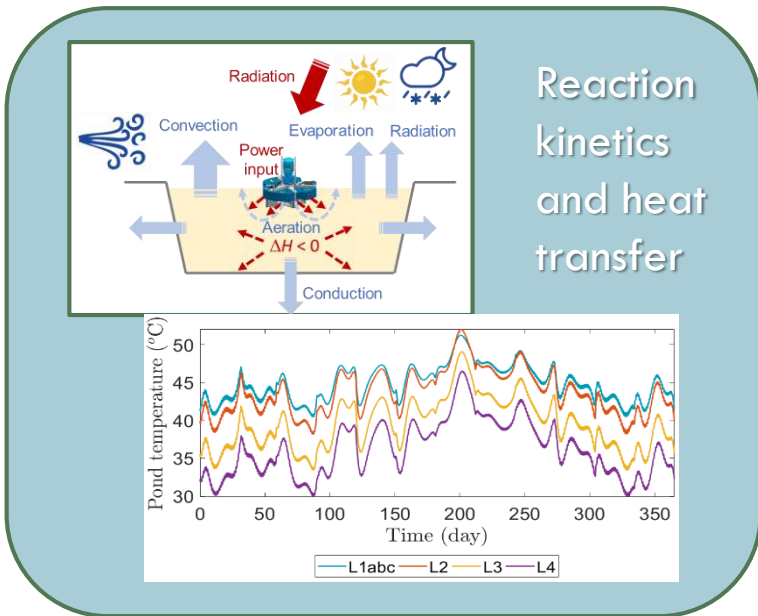 Reaction
kinetics
and heat
transfer
Radiation
Convection
Evaporation
Radiation
Power
input
Aeration
ΔH < 0
Conduction
Pond temperature (°C)
50
45
40
35
30
0
50
100
150
200
250
300
350
Time (day)
L1abc
L2
L3
L4